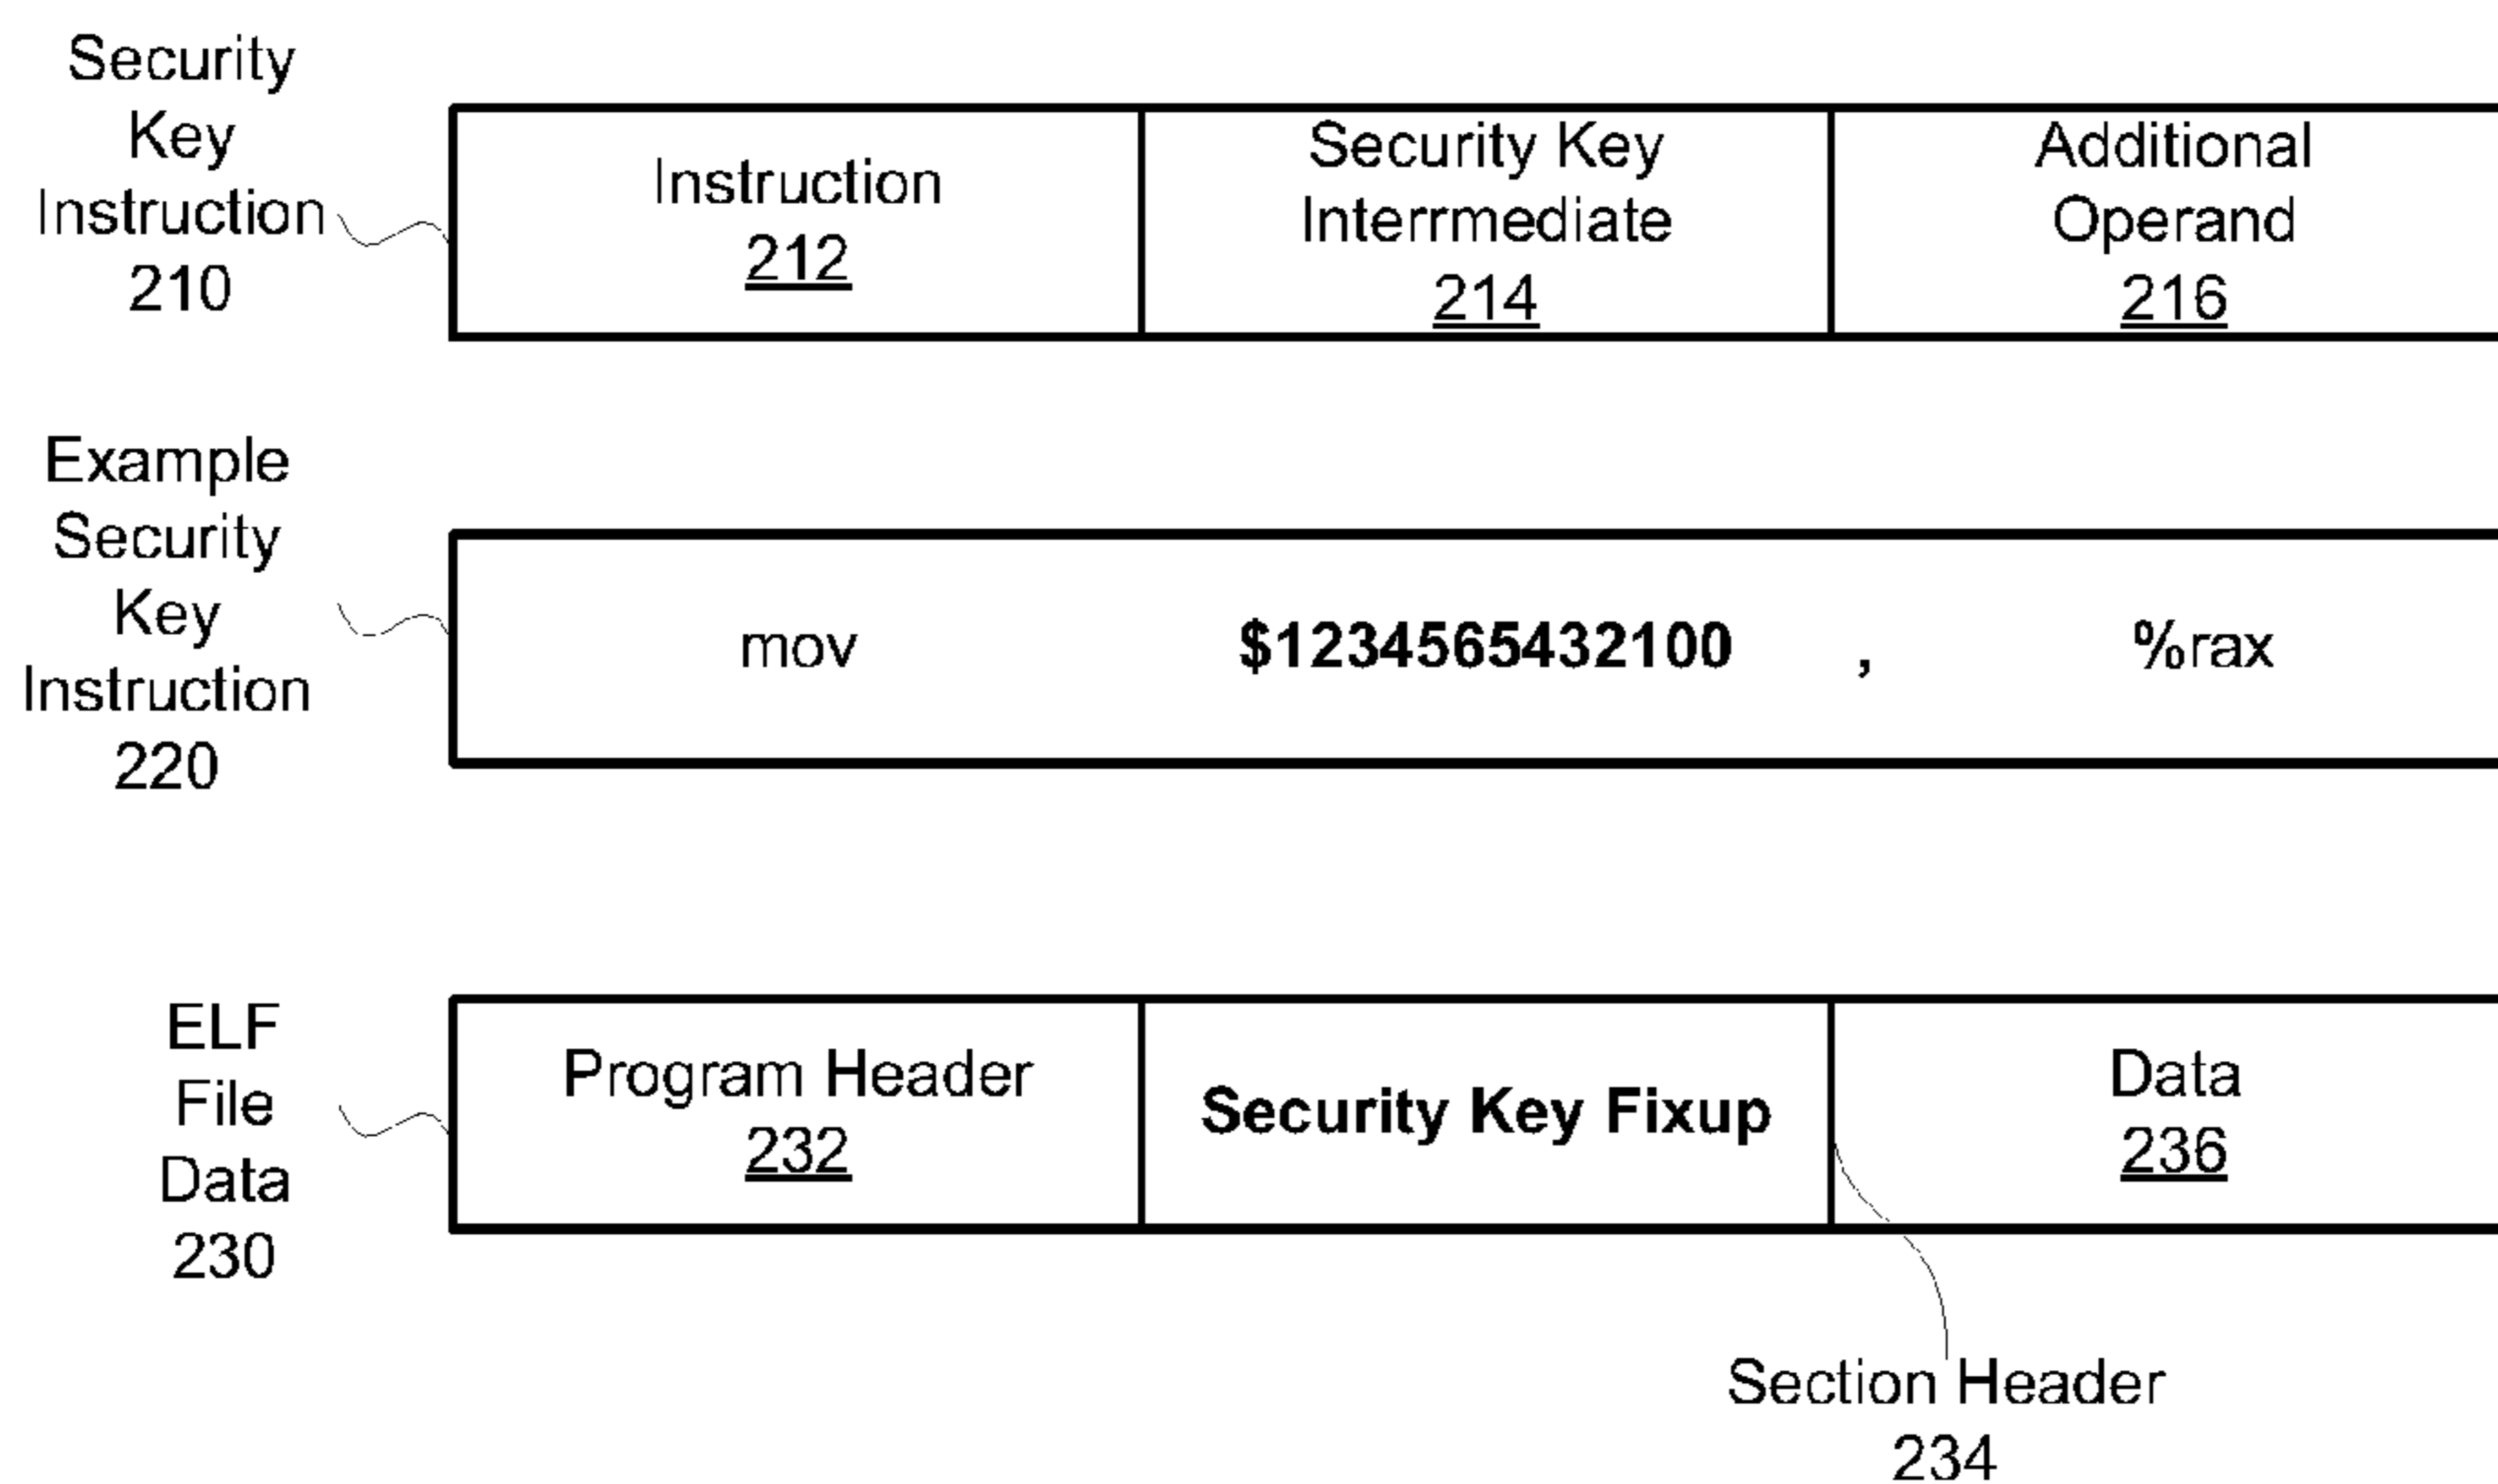 Security
Key
Instruction
210
Instruction
212
Security Key
Interrmediate
214
Additional
Operand
216
Example
Security
Key
Instruction
220
mov $1234565432100 , %rax
ELF
File
Data
230
Program Header
232
Security Key Fixup
Data
236
Section Header
234